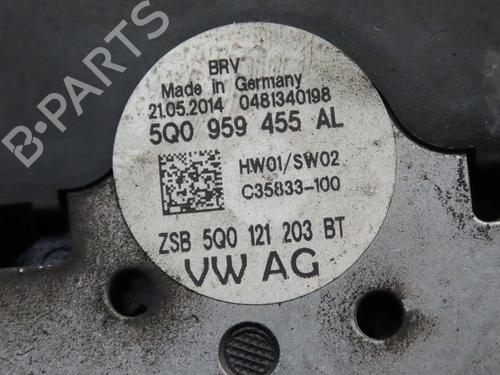 BRV
Made in Germany
21.05.2014 0481340198
5Q0 959 455 AL
HW01/SW02
C35833-100
ZSB 5Q0 121 203 BT
VW AG
B-PARTS